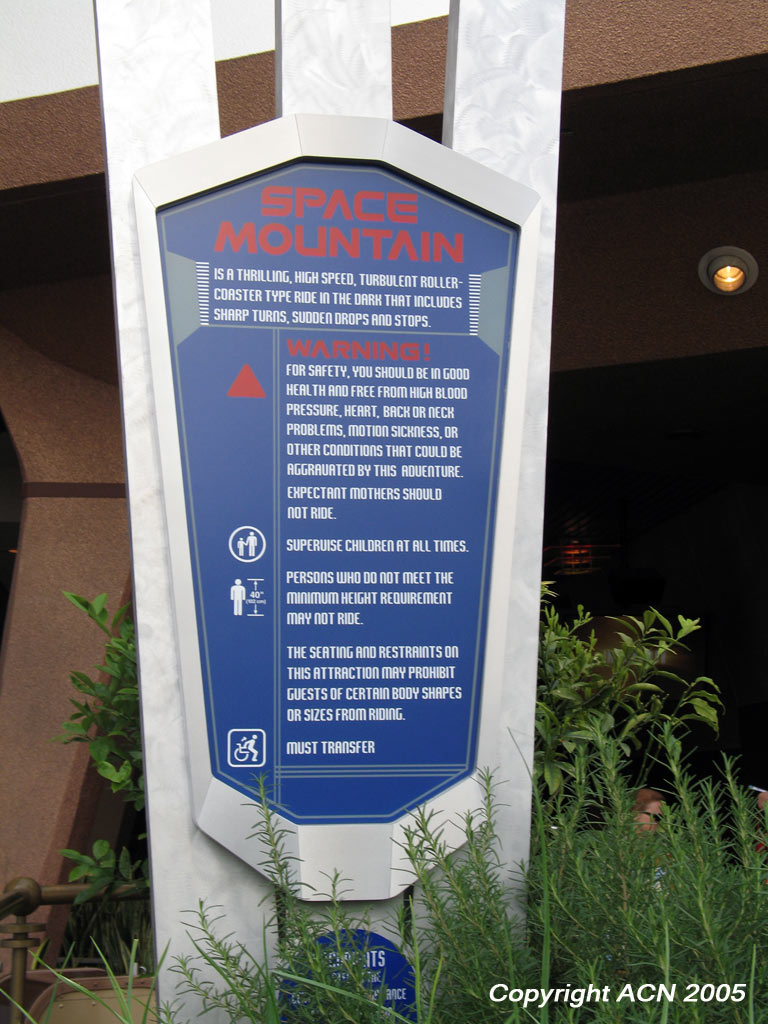 SPACE
MOUNTAIN
IS A THRILLING, HIGH SPEED, TURBULENT ROLLER-
COASTER TYPE RIDE IN THE DARK THAT INCLUDES
SHARP TURNS, SUDDEN DROPS AND STOPS.
WARNING!
FOR SAFETY, YOU SHOULD BE IN GOOD
HEALTH AND FREE FROM HIGH BLOOD
PRESSURE, HEART, BACK OR NECK
PROBLEMS, MOTION SICKNESS, OR
OTHER CONDITIONS THAT COULD BE
AGGRAVATED BY THIS ADVENTURE.
EXPECTANT MOTHERS SHOULD
NOT RIDE.
SUPERVISE CHILDREN AT ALL TIMES.
PERSONS WHO DO NOT MEET THE
MINIMUM HEIGHT REQUIREMENT
MAY NOT RIDE.
40"
(102 cm)
THE SEATING AND RESTRAINTS ON
THIS ATTRACTION MAY PROHIBIT
GUESTS OF CERTAIN BODY SHAPES
OR SIZES FROM RIDING.
MUST TRANSFER
Copyright ACN 2005